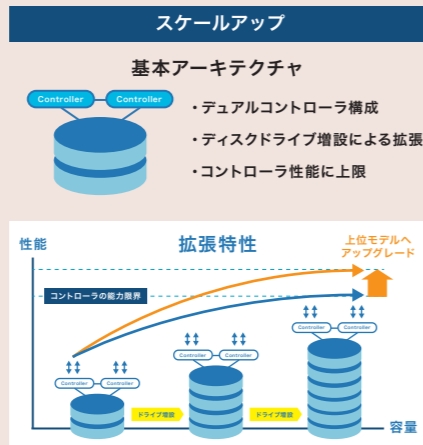 スケールアップ
基本アーキテクチャ
Controller Controller
・デュアルコントローラ構成
・ディスクドライブ増設による拡張
・コントローラ性能に上限
性能
拡張特性
上位モデルへ
アップグレード
コントローラの能力限界
Controller Controller
Controller Controller
Controller Controller
ドライブ増設
ドライブ増設
容量